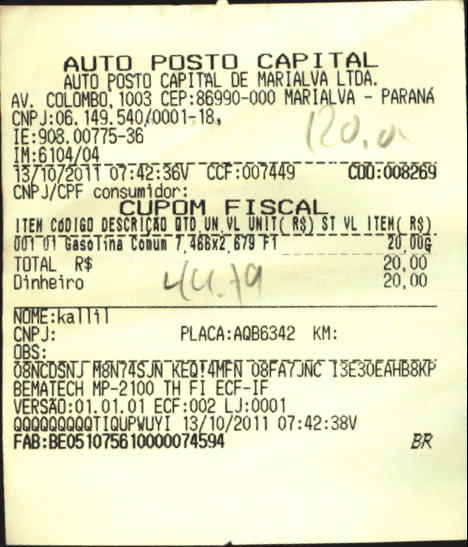 AUTO POSTO CAPITAL
AUTO POSTO CAPITAL DE MARIALVA LTDA.
AV. COLOMBO,1003 CEP:86990-000 MARIALVA - PARANÁ
CNPJ:06.149.540/0001-18,
IE:908.00775-36
IM:6104/04
13/10/2011 07:42:36V CCF:007449 COO:008269
CNPJ/CPF consumidor:
CUPOM FISCAL
ITEM CÓDIGO DESCRIÇÃO QTD UN VL UNIT( R$) ST VL ITEM( R$)
001 01 Gasolina Comum 7,466x2,679 FT 20,00G
TOTAL R$ 20,00
Dinheiro 20,00
44.79
NOME:kallil
CNPJ: PLACA:AQB6342 KM:
OBS:
08NCDSNJ M8N74SJN KEQ!4MFN 08FA7JNC 13E30EAHB8KP
BEMATECH MP-2100 TH FI ECF-IF
VERSÃO:01.01.01 ECF:002 LJ:0001
QQQQQQQQQTIQUPWUYI 13/10/2011 07:42:38V
FAB:BE051075610000074594 BR